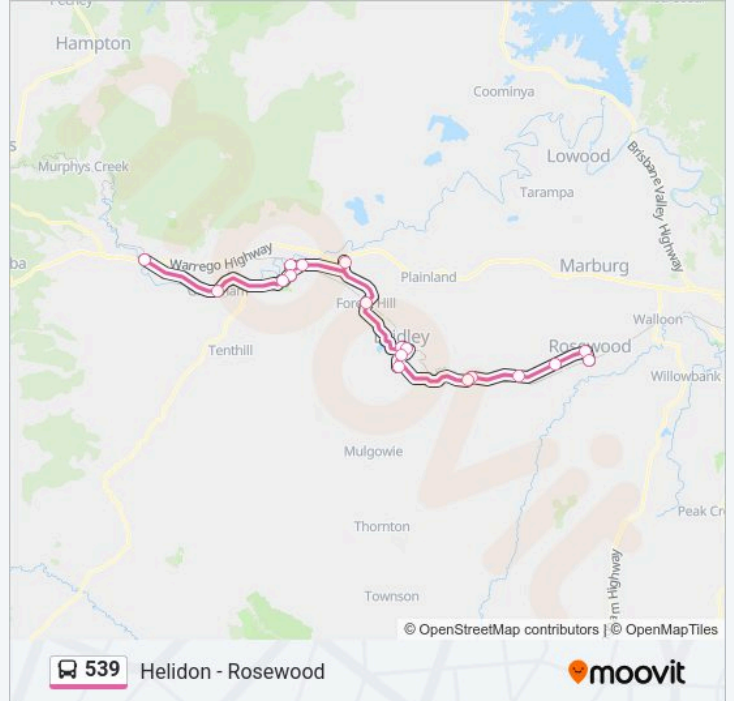 Hampton
Coominya
Lowood
Murphys Creek
Tarampa
Brisbane Valley Highway
Warrego Highway
ba
Plainland
Marburg
Walloon
Rosewood
Tenthill
Willowbank
Mulgowie
Peak Cr
Thornton
Townson
© OpenStreetMap contributors | © OpenMapTiles
539 Helidon - Rosewood
moovit